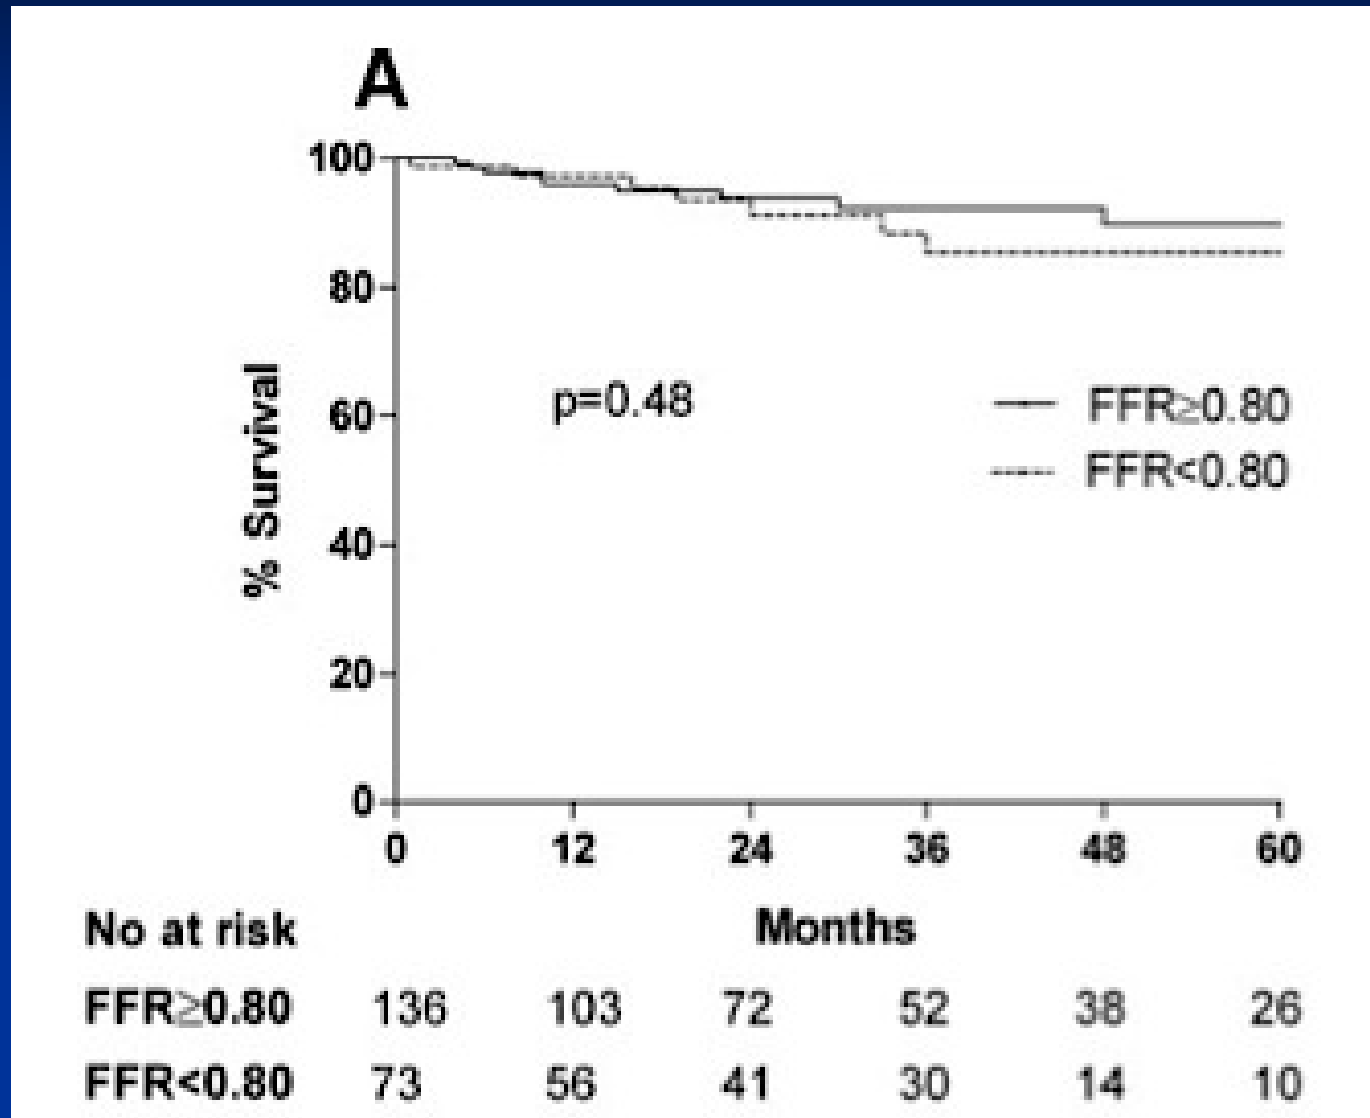 A
100
80
60
40
20
0
% Survival
p=0.48
FFR≥0.80
FFR<0.80
0 12 24 36 48 60
No at risk Months
FFR≥0.80 136 103 72 52 38 26
FFR<0.80 73 56 41 30 14 10